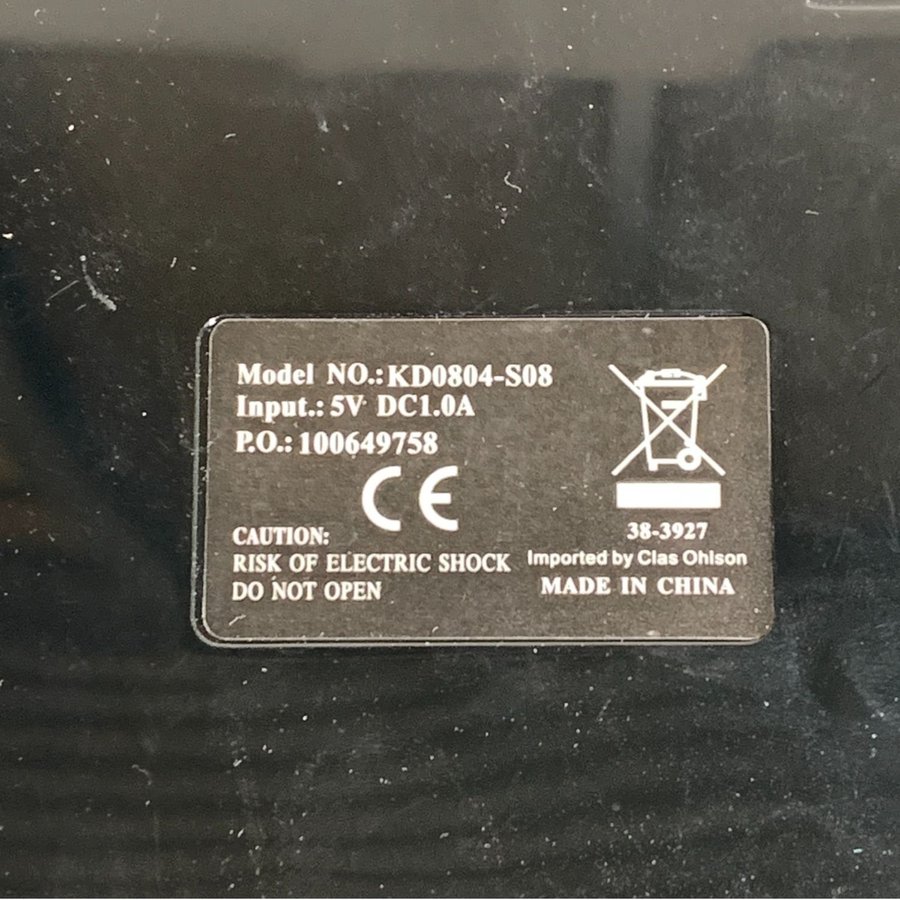 Model NO.: KD0804-S08
Input.: 5V DC1.0A
P.O.: 100649758
CE
CAUTION:
RISK OF ELECTRIC SHOCK
DO NOT OPEN
38-3927
Imported by Clas Ohlson
MADE IN CHINA